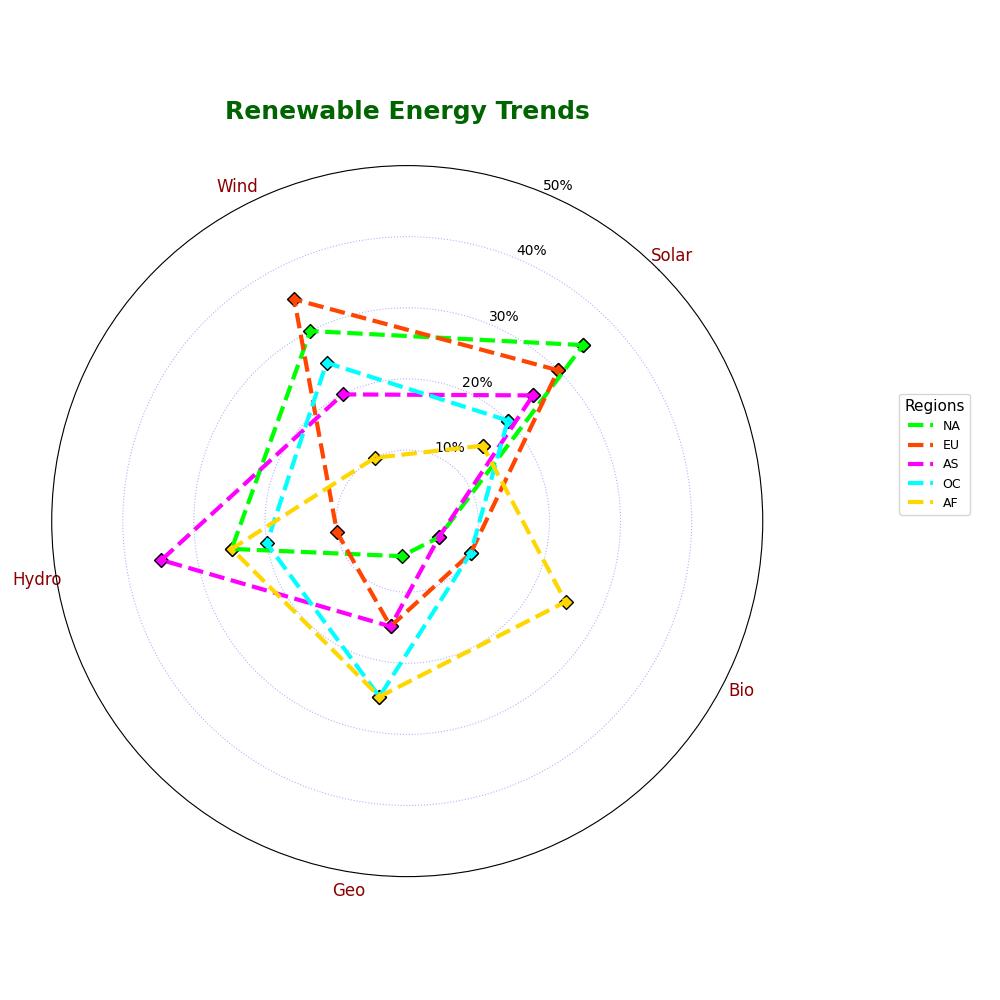 Renewable Energy Trends
Wind
50%
40%
Solar
30%
20%
10%
Regions
NA
EU
AS
OC
AF
Hydro
Bio
Geo